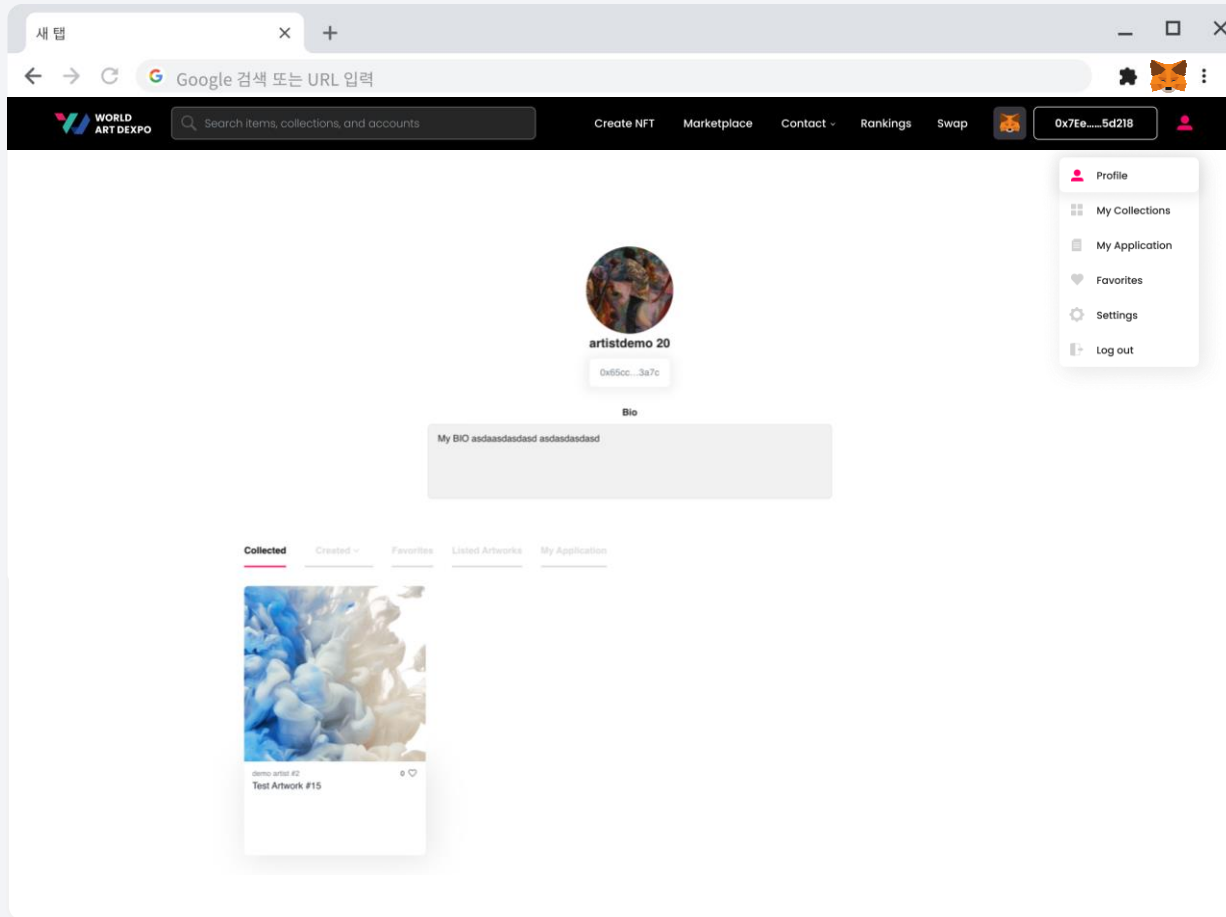 새 탭
Google 검색 또는 URL 입력
WORLD
ART DEXPO
Search items, collections, and accounts
Create NFT
Marketplace
Contact
Rankings
Swap
0x7Ee......5d218
Profile
My Collections
My Application
Favorites
Settings
Log out
artistdemo 20
0x65cc...3a7c
Bio
My BIO asdaasdasdasd asdasdasdasd
Collected
Created
Favorites
Listed Artworks
My Application
demo artist #2
0
Test Artwork #15